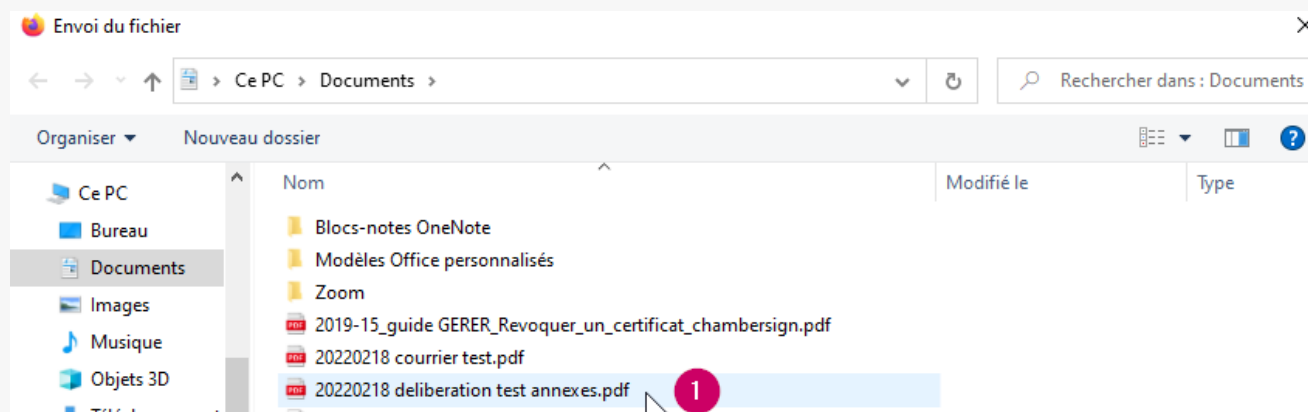 Envoi du fichier
Ce PC > Documents >
Rechercher dans : Documents
Organiser
Nouveau dossier
?
Ce PC
Bureau
Documents
Images
Musique
Objets 3D
Nom
Modifié le
Type
Blocs-notes OneNote
Modèles Office personnalisés
Zoom
2019-15_guide GERER_Revoquer_un_certificat_chambersign.pdf
20220218 courrier test.pdf
20220218 deliberation test annexes.pdf
1